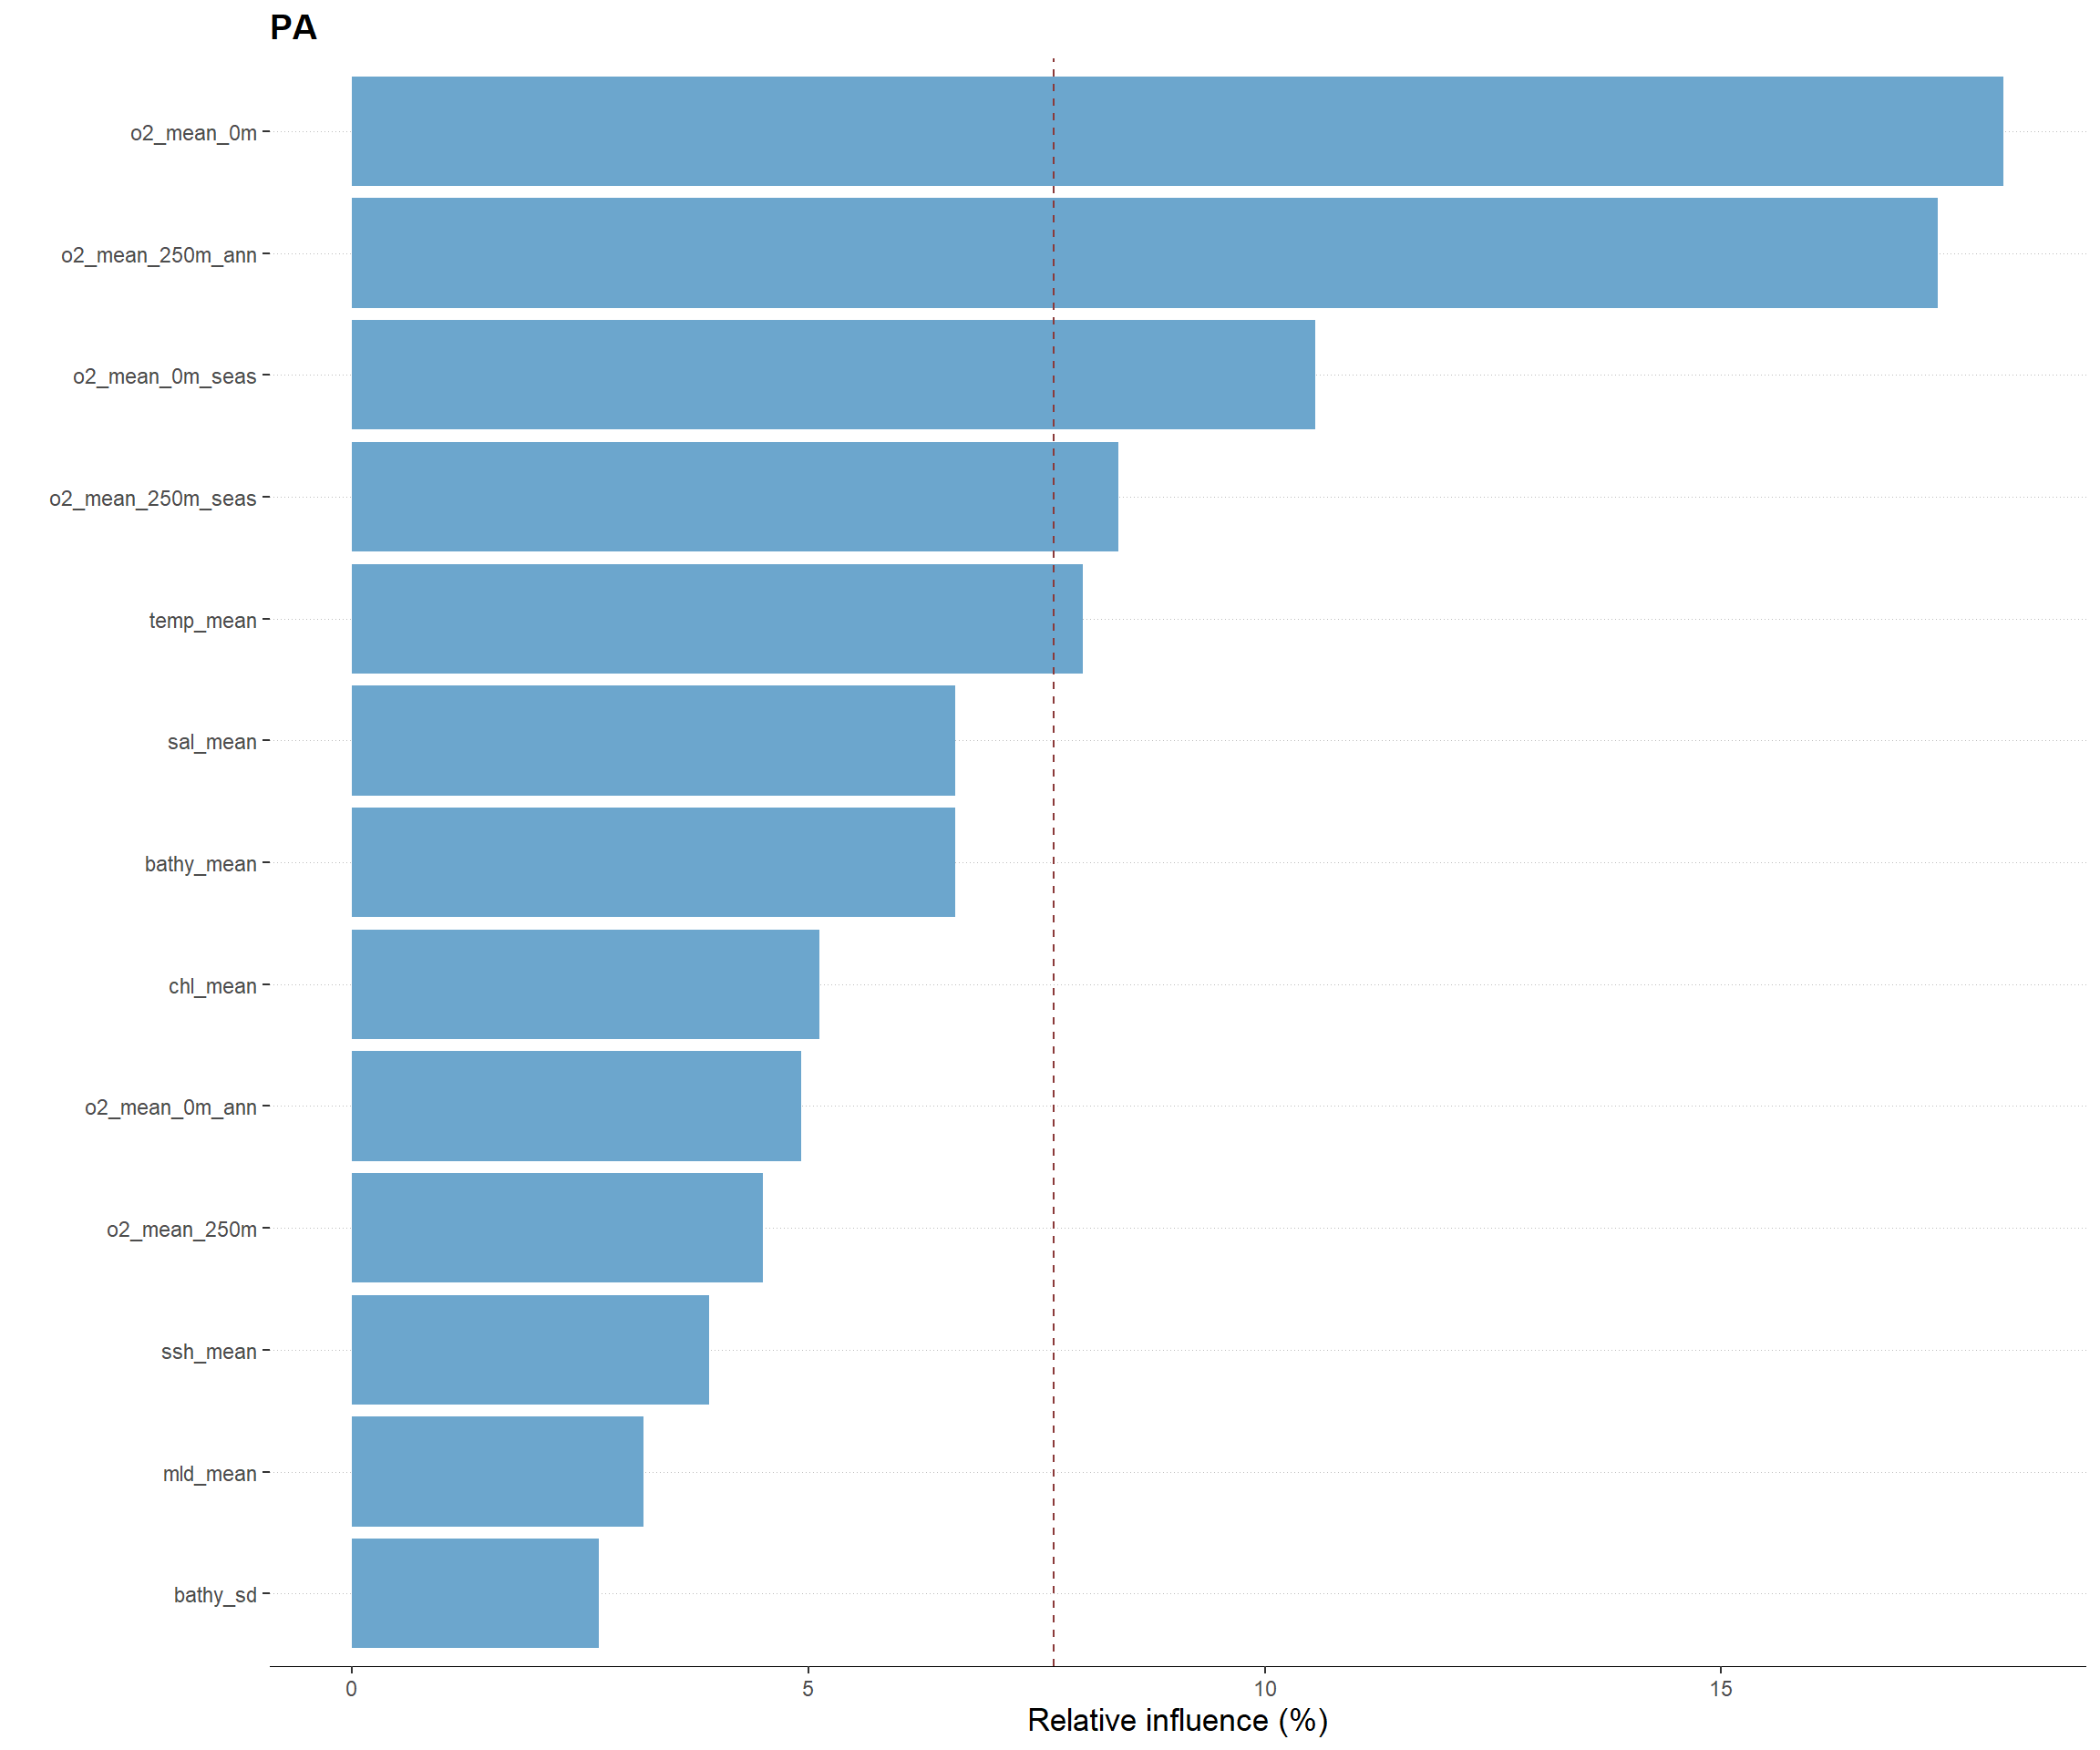 PA
o2_mean_0m
o2_mean_250m_ann
o2_mean_0m_seas
o2_mean_250m_seas
temp_mean
sal_mean
bathy_mean
chl_mean
o2_mean_0m_ann
o2_mean_250m
ssh_mean
mld_mean
bathy_sd
0 5 10 15
Relative influence (%)